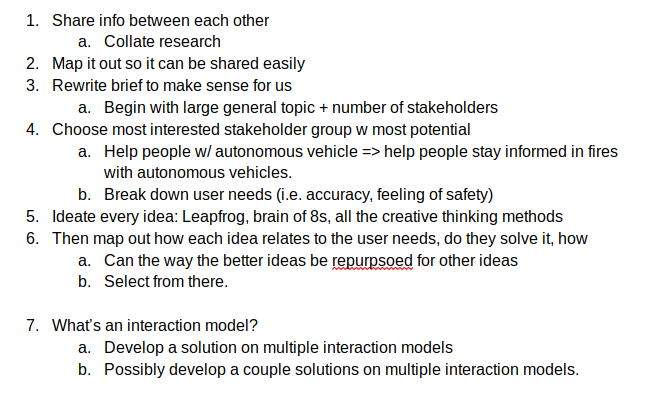 1. Share info between each other
a. Collate research
2. Map it out so it can be shared easily
3. Rewrite brief to make sense for us
a. Begin with large general topic + number of stakeholders
4. Choose most interested stakeholder group w most potential
a. Help people w/ autonomous vehicle => help people stay informed in fires
with autonomous vehicles.
b. Break down user needs (i.e. accuracy, feeling of safety)
5. Ideate every idea: Leapfrog, brain of 8s, all the creative thinking methods
6. Then map out how each idea relates to the user needs, do they solve it, how
a. Can the way the better ideas be repurpsoed for other ideas
b. Select from there.
7. What's an interaction model?
a. Develop a solution on multiple interaction models
b. Possibly develop a couple solutions on multiple interaction models.